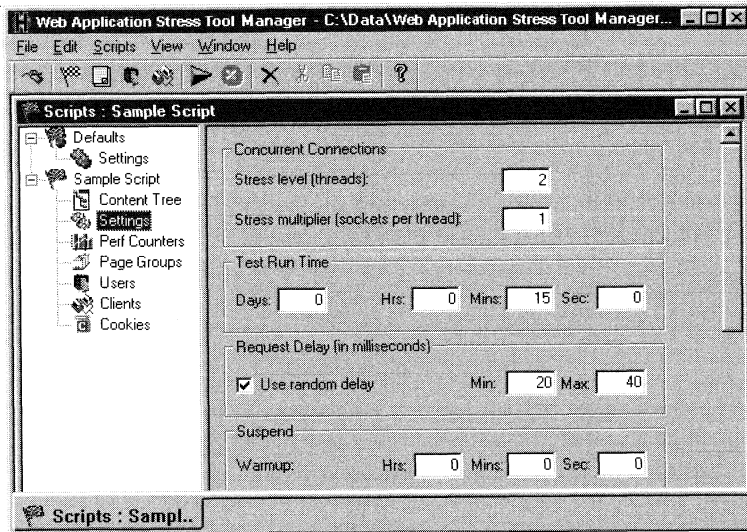 Web Application Stress Tool Manager - C:\Data\Web Application Stress Tool Manager...
File Edit Scripts View Window Help
Scripts : Sample Script
Defaults
Settings
Sample Script
Content Tree
Settings
Perf Counters
Page Groups
Users
Clients
Cookies
Concurrent Connections
Stress level (threads): 2
Stress multiplier (sockets per thread): 1
Test Run Time
Days: 0 Hrs: 0 Mins: 15 Sec: 0
Request Delay (in milliseconds)
Use random delay Min: 20 Max: 40
Suspend
Warmup: Hrs: 0 Mins: 0 Sec: 0
Scripts : Sampl..